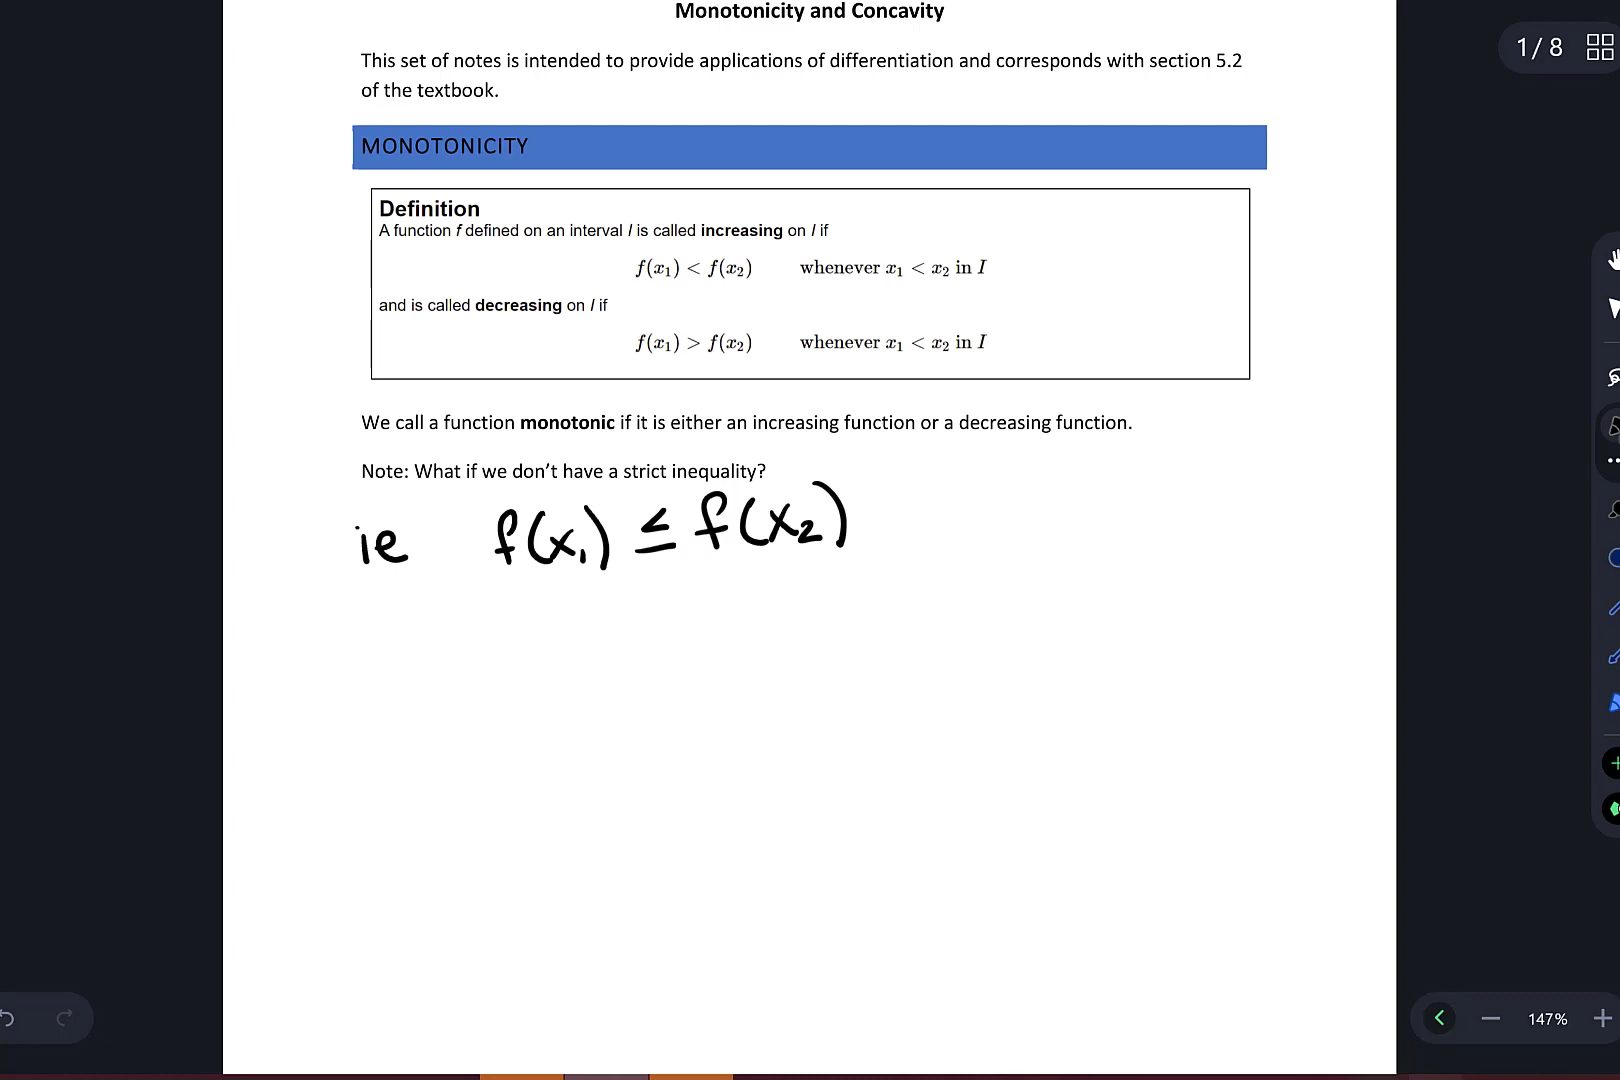 Monotonicity and Concavity
This set of notes is intended to provide applications of differentiation and corresponds with section 5.2
of the textbook.
MONOTONICITY
Definition
A function f defined on an interval I is called increasing on I if
f(x₁) < f(x₂) whenever x₁ < x₂ in I
and is called decreasing on I if
f(x₁) > f(x₂) whenever x₁ < x₂ in I
We call a function monotonic if it is either an increasing function or a decreasing function.
Note: What if we don’t have a strict inequality?
ie f(x₁) ≤ f(x₂)
1 / 8
147%